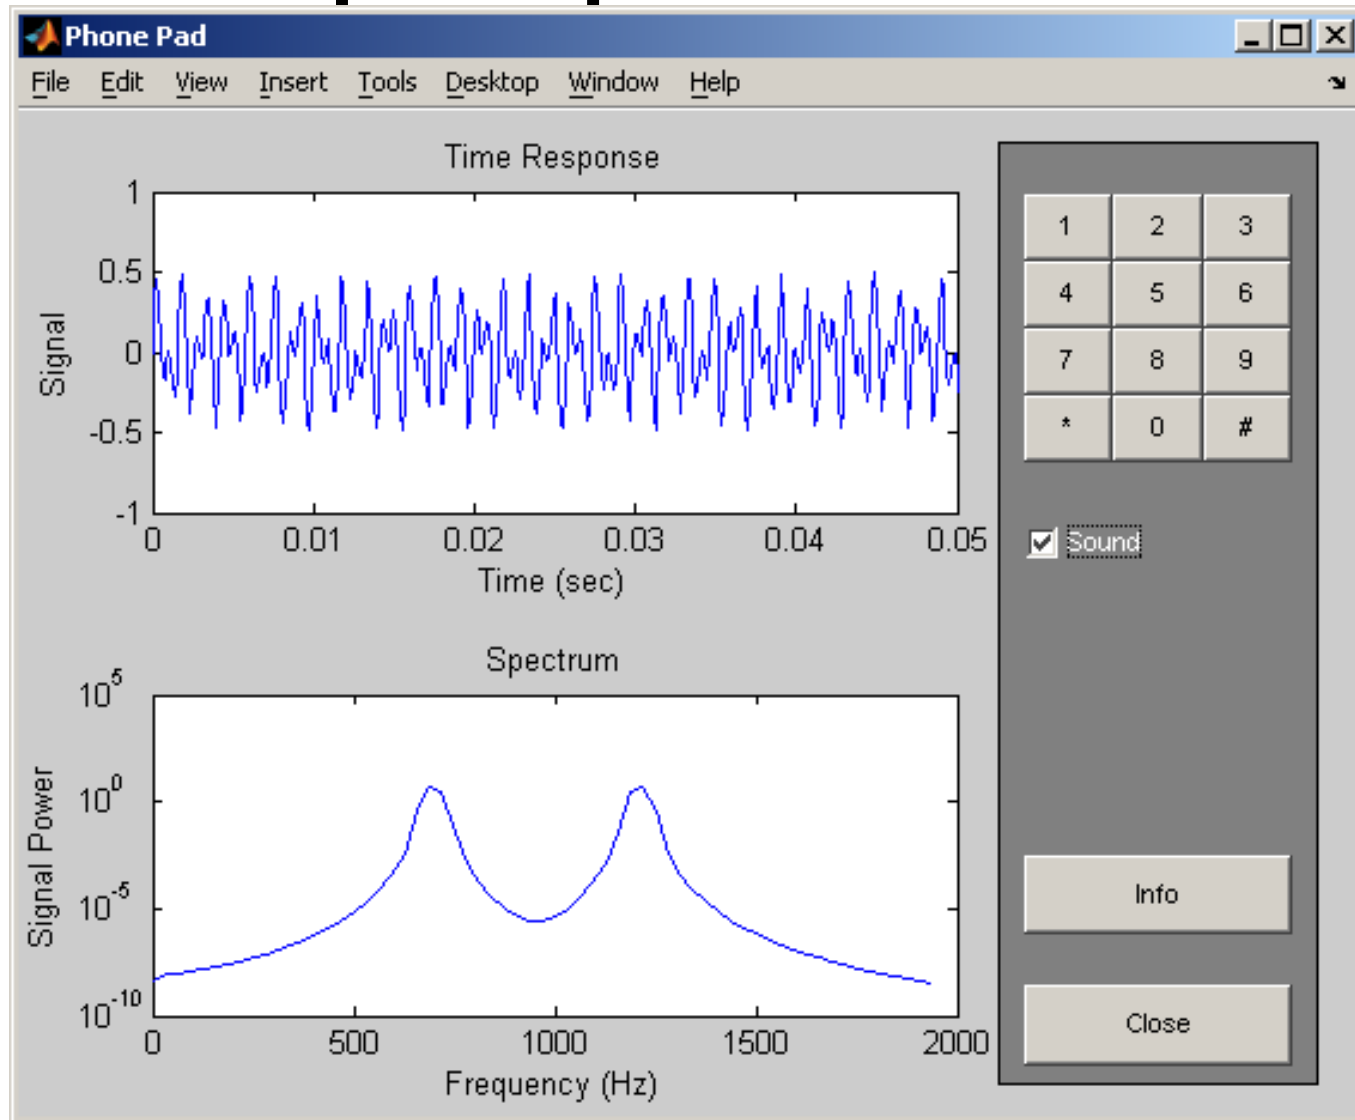 Phone Pad
File Edit View Insert Tools Desktop Window Help
Time Response
1
0.5
0
-0.5
-1
Signal
0 0.01 0.02 0.03 0.04 0.05
Time (sec)
Spectrum
10^5
10^0
10^-5
10^-10
Signal Power
0 500 1000 1500 2000
Frequency (Hz)
1 2 3
4 5 6
7 8 9
* 0 #
Sound
Info
Close